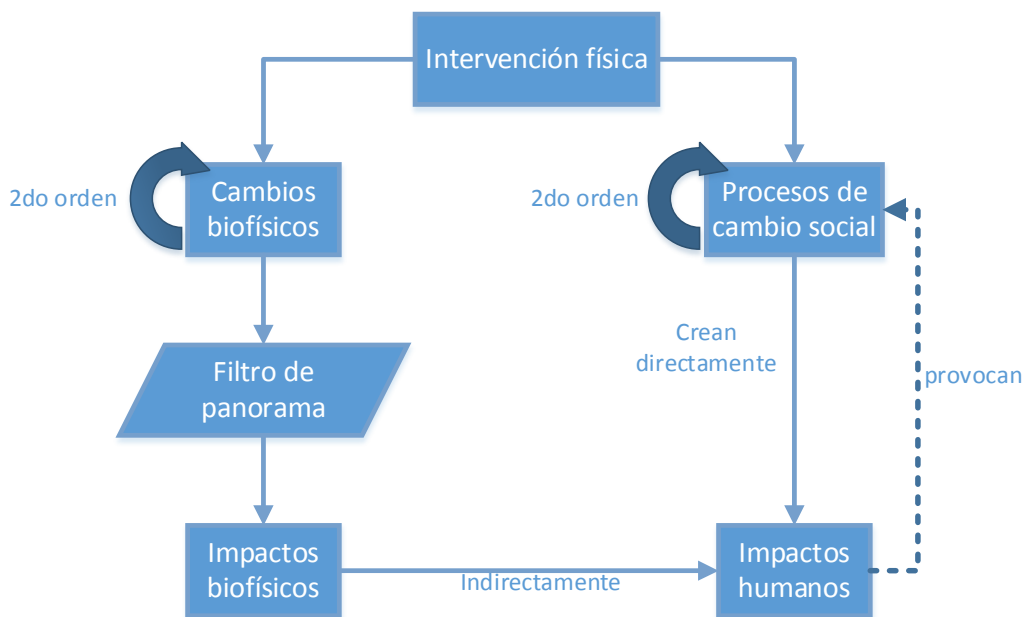 Intervención física
2do orden
Cambios
biofísicos
2do orden
Procesos de
cambio social
Crean
directamente
provocan
Filtro de
panorama
Impactos
biofísicos
Indirectamente
Impactos
humanos